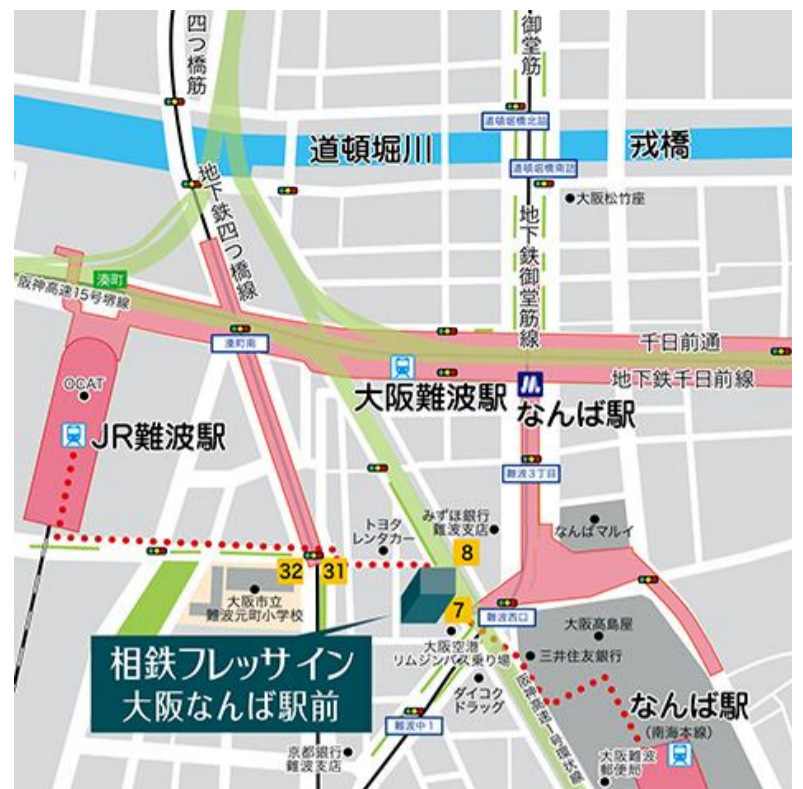 四つ橋筋
御堂筋
道頓堀橋北詰
道頓堀川
戎橋
道頓堀橋南詰
大阪松竹座
地下鉄四つ橋線
地下鉄御堂筋線
湊町
阪神高速15号堺線
湊町南
千日前通
地下鉄千日前線
大阪難波駅
なんば駅
OCAT
JR難波駅
難波3丁目
みずほ銀行
難波支店
トヨタ
レンタカー
なんばマルイ
8
32
31
7
大阪市立
難波元町小学校
難波西口
大阪空港
リムジンバス乗り場
大阪髙島屋
三井住友銀行
相鉄フレッサイン
大阪なんば駅前
ダイコク
ドラッグ
阪神高速1号環状線
なんば駅
(南海本線)
難波中1
京都銀行
難波支店
大阪難波
郵便局